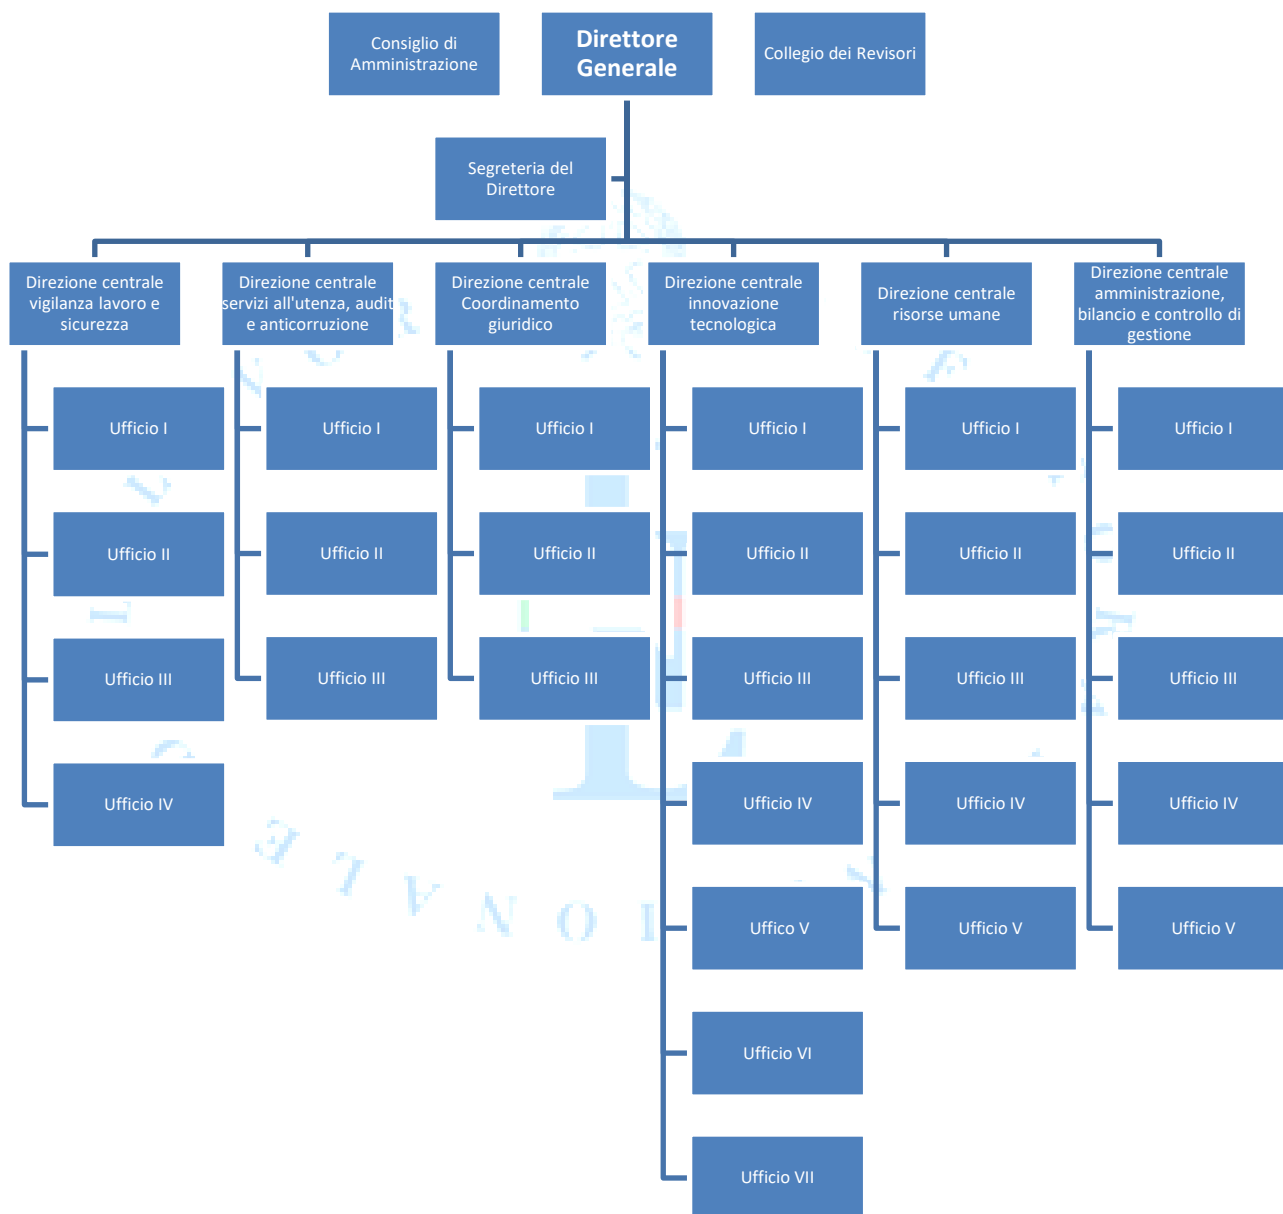 Consiglio di
Amministrazione
Direttore
Generale
Collegio dei Revisori
Segreteria del
Direttore
Direzione centrale
vigilanza lavoro e
sicurezza
Direzione centrale
servizi all'utenza, audit
e anticorruzione
Direzione centrale
Coordinamento
giuridico
Direzione centrale
innovazione
tecnologica
Direzione centrale
risorse umane
Direzione centrale
amministrazione,
bilancio e controllo di
gestione
Ufficio I
Ufficio II
Ufficio III
Ufficio IV
Ufficio I
Ufficio II
Ufficio III
Ufficio I
Ufficio II
Ufficio III
Ufficio I
Ufficio II
Ufficio III
Ufficio IV
Uffico V
Ufficio VI
Ufficio VII
Ufficio I
Ufficio II
Ufficio III
Ufficio IV
Ufficio V
Ufficio I
Ufficio II
Ufficio III
Ufficio IV
Ufficio V